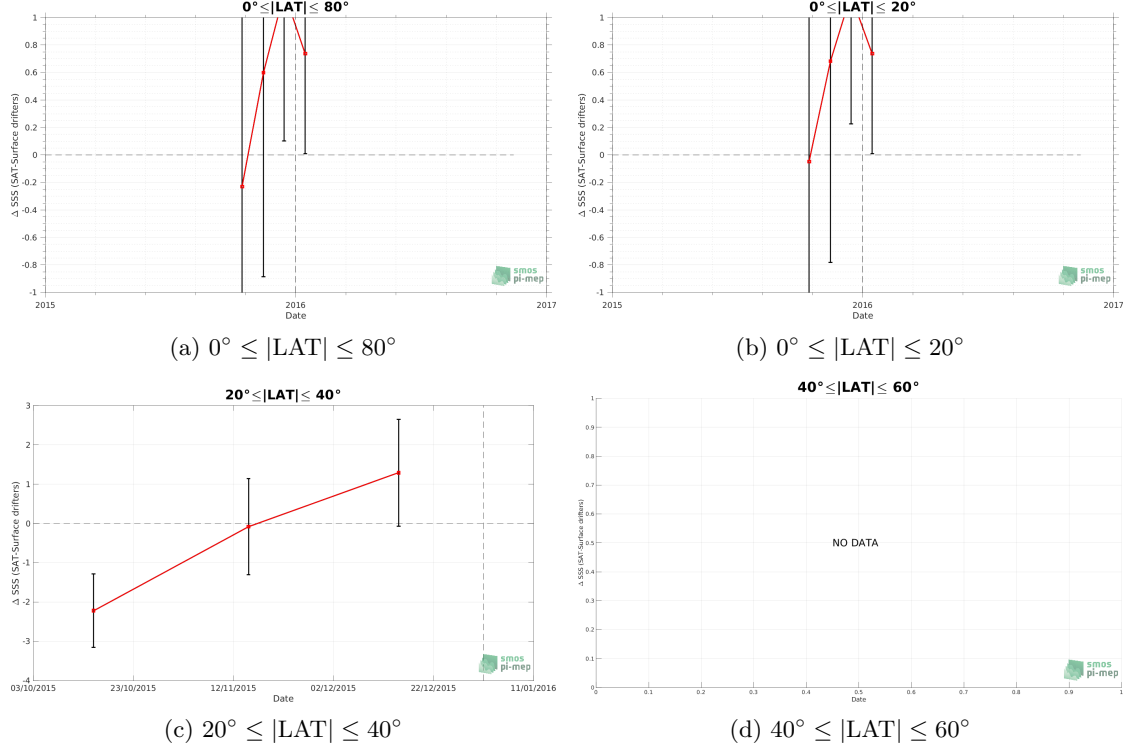 0°≤|LAT|≤ 80°
1
0.8
0.6
0.4
0.2
0
-0.2
-0.4
-0.6
-0.8
-1
Δ SSS (SAT-Surface drifters)
2015
2016
2017
Date
smos
pi-mep
(a) 0° ≤ |LAT| ≤ 80°
0°≤|LAT|≤ 20°
1
0.8
0.6
0.4
0.2
0
-0.2
-0.4
-0.6
-0.8
-1
Δ SSS (SAT-Surface drifters)
2015
2016
2017
Date
smos
pi-mep
(b) 0° ≤ |LAT| ≤ 20°
20°≤|LAT|≤ 40°
3
2
1
0
-1
-2
-3
-4
Δ SSS (SAT-Surface drifters)
03/10/2015
23/10/2015
12/11/2015
02/12/2015
22/12/2015
11/01/2016
Date
smos
pi-mep
(c) 20° ≤ |LAT| ≤ 40°
40°≤|LAT|≤ 60°
1
0.9
0.8
0.7
0.6
0.5
0.4
0.3
0.2
0.1
0
Δ SSS (SAT-Surface drifters)
NO DATA
0
0.1
0.2
0.3
0.4
0.5
0.6
0.7
0.8
0.9
1
Date
smos
pi-mep
(d) 40° ≤ |LAT| ≤ 60°